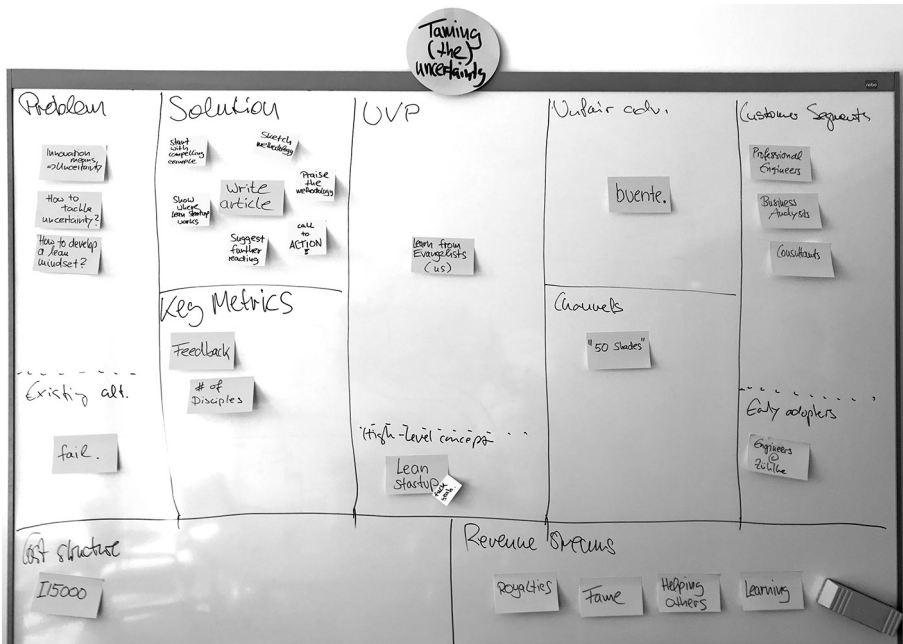 Taming
(the)
uncertainty
Problem
Innovation
means
=> Uncertainty
How to
tackle
uncertainty?
How to develop
a lean
mindset?
Existing alt.
fail.
Solution
Start
with
compelling
example
Sketch
methodology
Show
where
lean startup
works
write
article
Praise
the
methodology
Suggest
further
reading
call
to
ACTION
!
Key Metrics
Feedback
# of
Disciples
UVP
Learn from
Evangelists
(us)
High-Level concept
Lean
startup
fuck
yeah.
Unfair adv.
buente.
Channels
"50 Shades"
Customer Segments
Professional
Engineers
Business
Analysts
Consultants
Early adopters
Engineers
@
Zühlke
Cost structure
I15000
Revenue Streams
Royalties
Fame
Helping
others
Learning